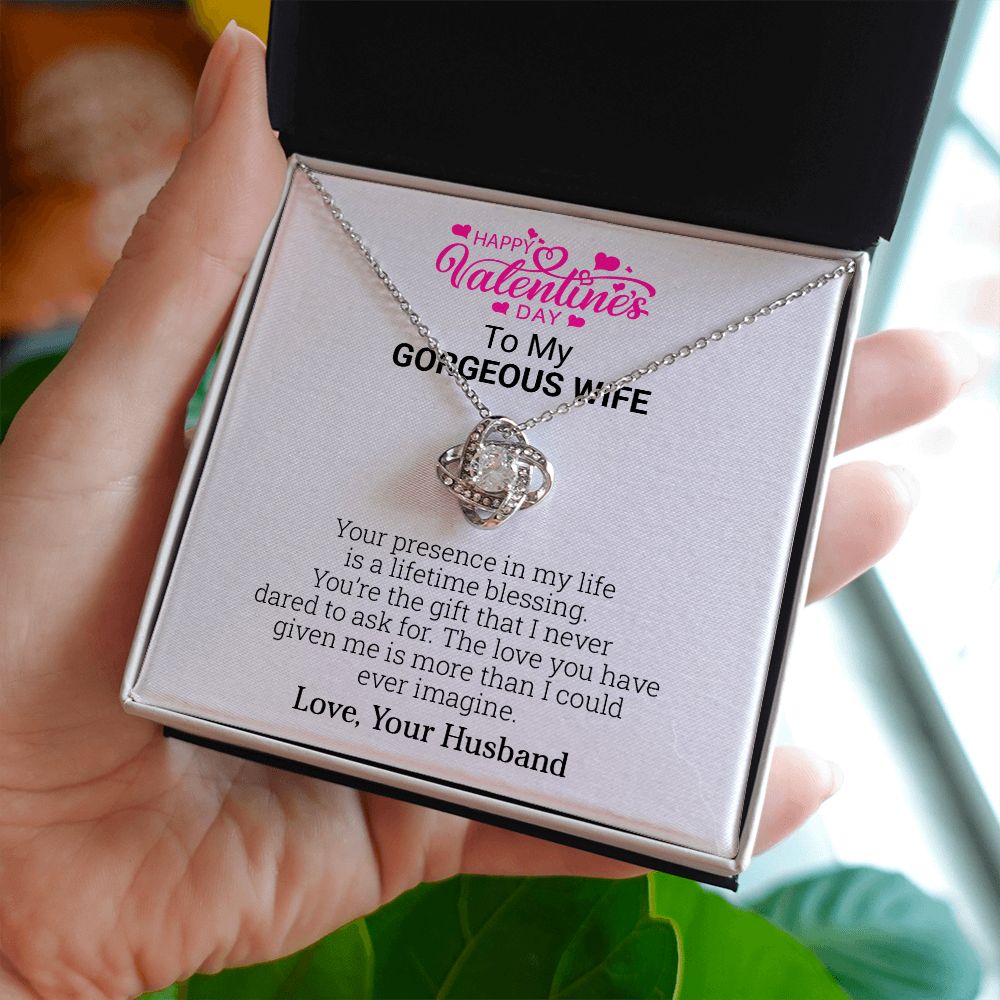 HAPPY
Valentine's
DAY
To My
GORGEOUS WIFE
Your presence in my life
is a lifetime blessing.
You're the gift that I never
dared to ask for. The love you have
given me is more than I could
ever imagine.
Love, Your Husband